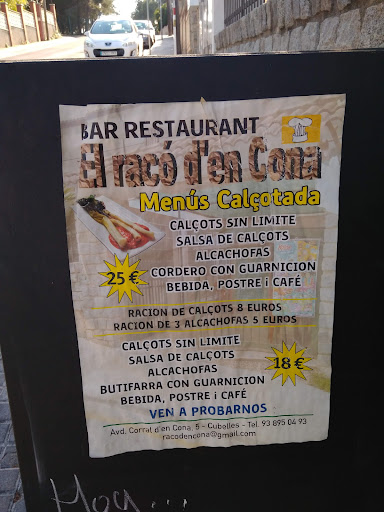 BAR RESTAURANT
El racó d'en Cona
Menús Calçotada
CALÇOTS SIN LIMITE
SALSA DE CALÇOTS
ALCACHOFAS
25 €
CORDERO CON GUARNICION
BEBIDA, POSTRE i CAFÉ
RACION DE CALÇOTS 8 EUROS
RACION DE 3 ALCACHOFAS 5 EUROS
CALÇOTS SIN LIMITE
SALSA DE CALÇOTS
ALCACHOFAS
18 €
BUTIFARRA CON GUARNICION
BEBIDA, POSTRE i CAFÉ
VEN A PROBARNOS
Avd. Corral d'en Cona, 5 - Cubelles - Tel. 93 895 04 93
racodencona@gmail.com
Hoy...